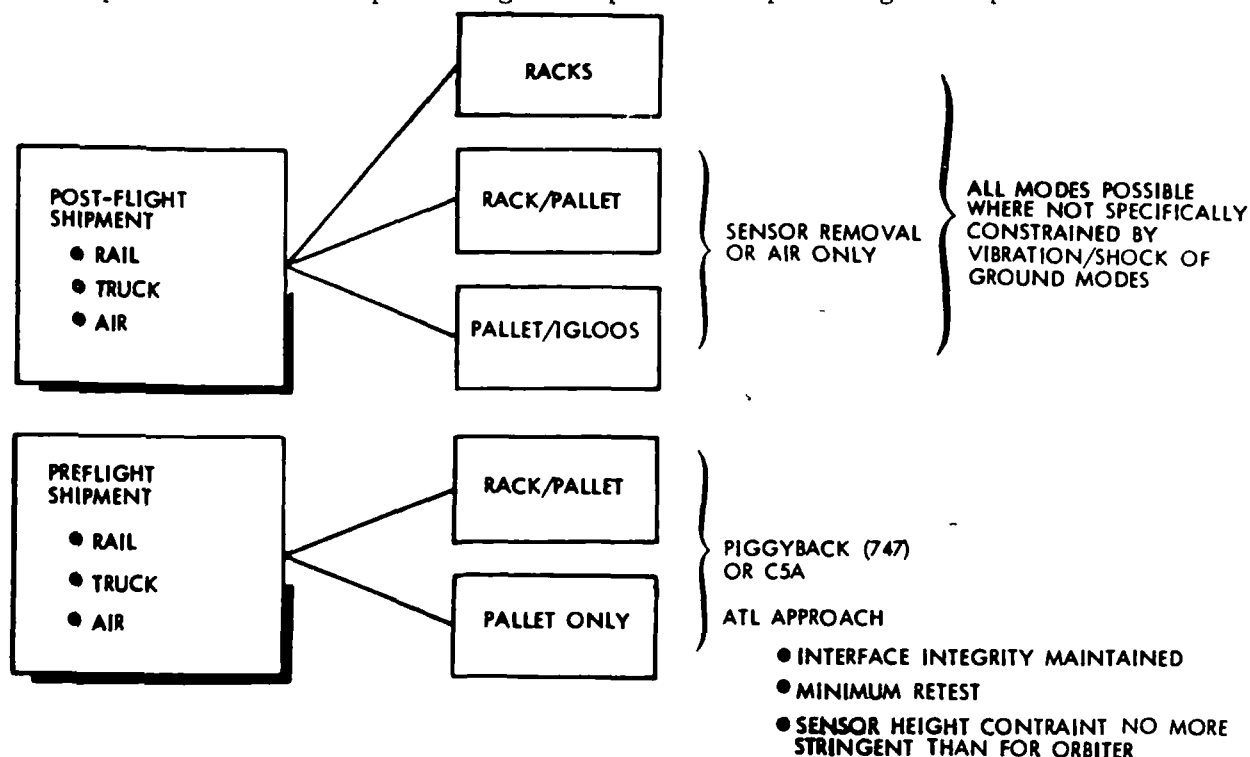 RACKS
POST-FLIGHT
SHIPMENT
● RAIL
● TRUCK
● AIR
RACK/PALLET
PALLET/IGLOOS
SENSOR REMOVAL
OR AIR ONLY
ALL MODES POSSIBLE
WHERE NOT SPECIFICALLY
CONSTRAINED BY
VIBRATION/SHOCK OF
GROUND MODES
PREFLIGHT
SHIPMENT
● RAIL
● TRUCK
● AIR
RACK/PALLET
PALLET ONLY
PIGGYBACK (747)
OR C5A
ATL APPROACH
● INTERFACE INTEGRITY MAINTAINED
● MINIMUM RETEST
● SENSOR HEIGHT CONTRAINT NO MORE
STRINGENT THAN FOR ORBITER